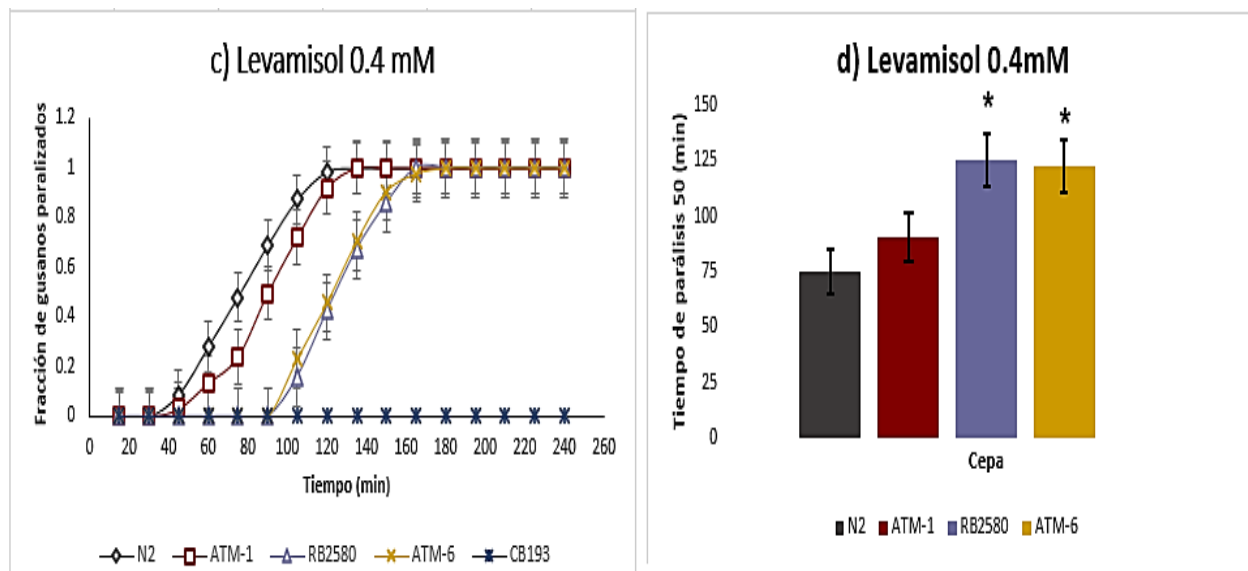 c) Levamisol 0.4 mM
Fracción de gusanos paralizados
1.2
1
0.8
0.6
0.4
0.2
0
0 20 40 60 80 100 120 140 160 180 200 220 240 260
Tiempo (min)
N2 ATM-1 RB2580 ATM-6 CB193
d) Levamisol 0.4mM
Tiempo de parálisis 50 (min)
150
125
100
75
50
25
0
* *
Cepa
N2 ATM-1 RB2580 ATM-6